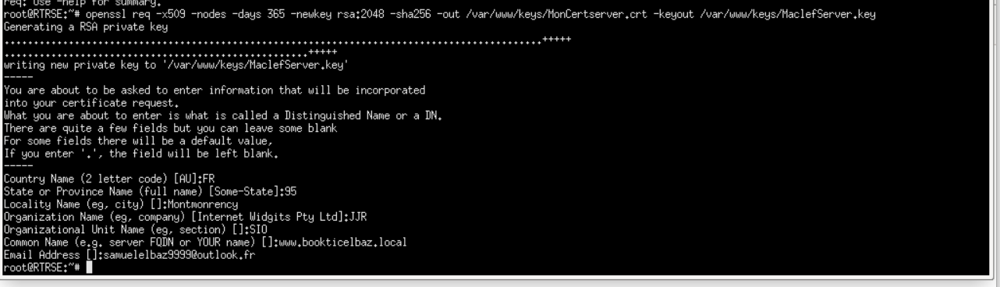 req: Use -help for summary.
root@RTRSE:~# openssl req -x509 -nodes -days 365 -newkey rsa:2048 -sha256 -out /var/www/keys/MonCertserver.crt -keyout /var/www/keys/MaclefServer.key
Generating a RSA private key
.............................................................................................+++++
....................................................+++++
writing new private key to '/var/www/keys/MaclefServer.key'
-----
You are about to be asked to enter information that will be incorporated
into your certificate request.
What you are about to enter is what is called a Distinguished Name or a DN.
There are quite a few fields but you can leave some blank
For some fields there will be a default value,
If you enter '.', the field will be left blank.
-----
Country Name (2 letter code) [AU]:FR
State or Province Name (full name) [Some-State]:95
Locality Name (eg, city) []:Montmonrency
Organization Name (eg, company) [Internet Widgits Pty Ltd]:JJR
Organizational Unit Name (eg, section) []:SIO
Common Name (e.g. server FQDN or YOUR name) []:www.bookticelbaz.local
Email Address []:samuelelbaz9999@outlook.fr
root@RTRSE:~#